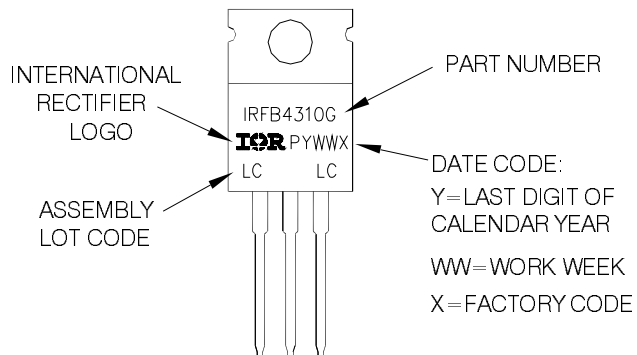 INTERNATIONAL
RECTIFIER
LOGO
PART NUMBER
IRFB4310G
IOR PYWWX
LC LC
ASSEMBLY
LOT CODE
DATE CODE:
Y=LAST DIGIT OF
CALENDAR YEAR
WW=WORK WEEK
X=FACTORY CODE